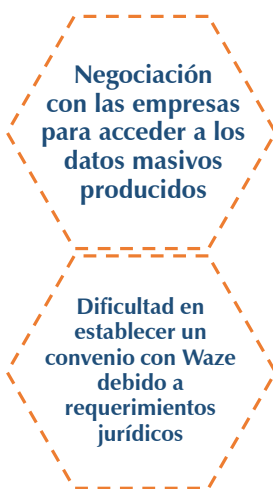 Negociación
con las empresas
para acceder a los
datos masivos
producidos
Dificultad en
establecer un
convenio con Waze
debido a
requerimientos
jurídicos